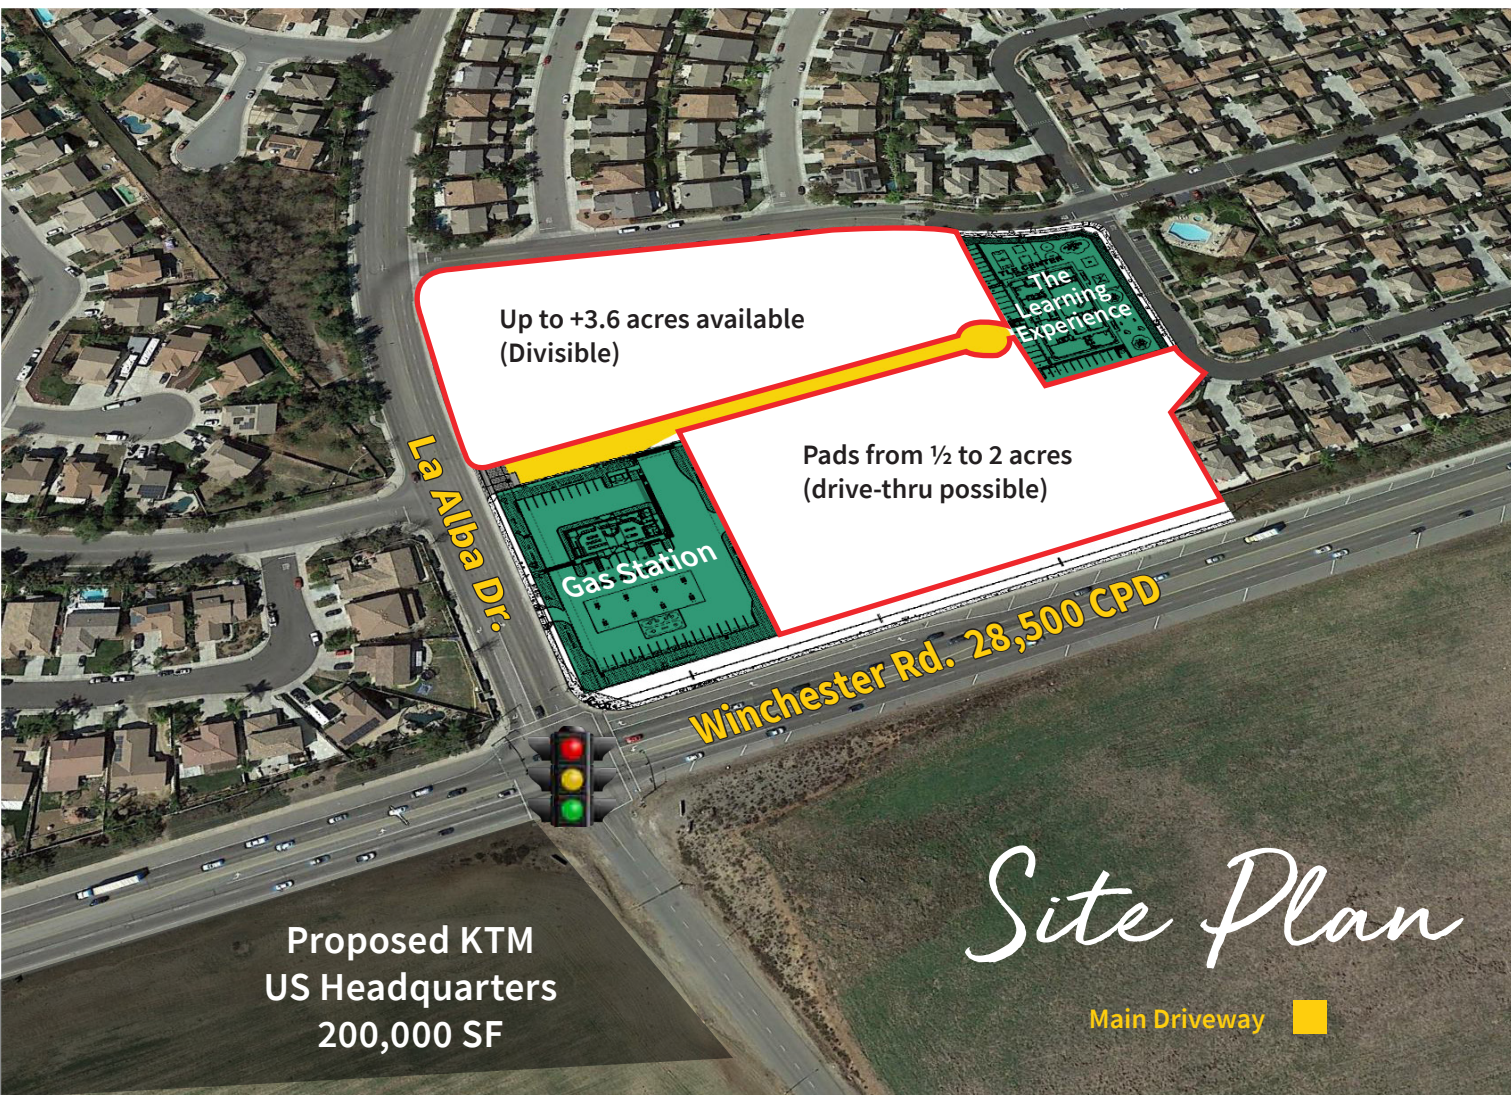 TLE CENTER
The
Learning
Experience
Up to +3.6 acres available
(Divisible)
Pads from ½ to 2 acres
(drive-thru possible)
La Alba Dr.
Gas Station
Winchester Rd. 28,500 CPD
Site Plan
Main Driveway
Proposed KTM
US Headquarters
200,000 SF